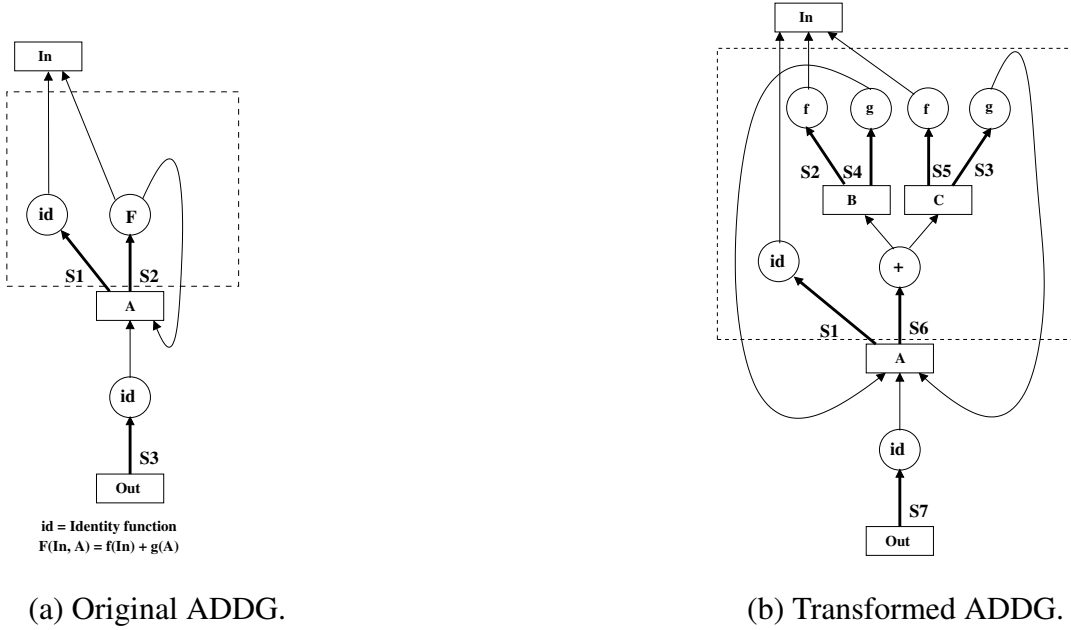 In
id
F
S1
S2
A
id
S3
Out
id = Identity function
F(In, A) = f(In) + g(A)
(a) Original ADDG.
In
f
g
f
g
S2
S4
S5
S3
B
C
id
+
S1
S6
A
id
S7
Out
(b) Transformed ADDG.